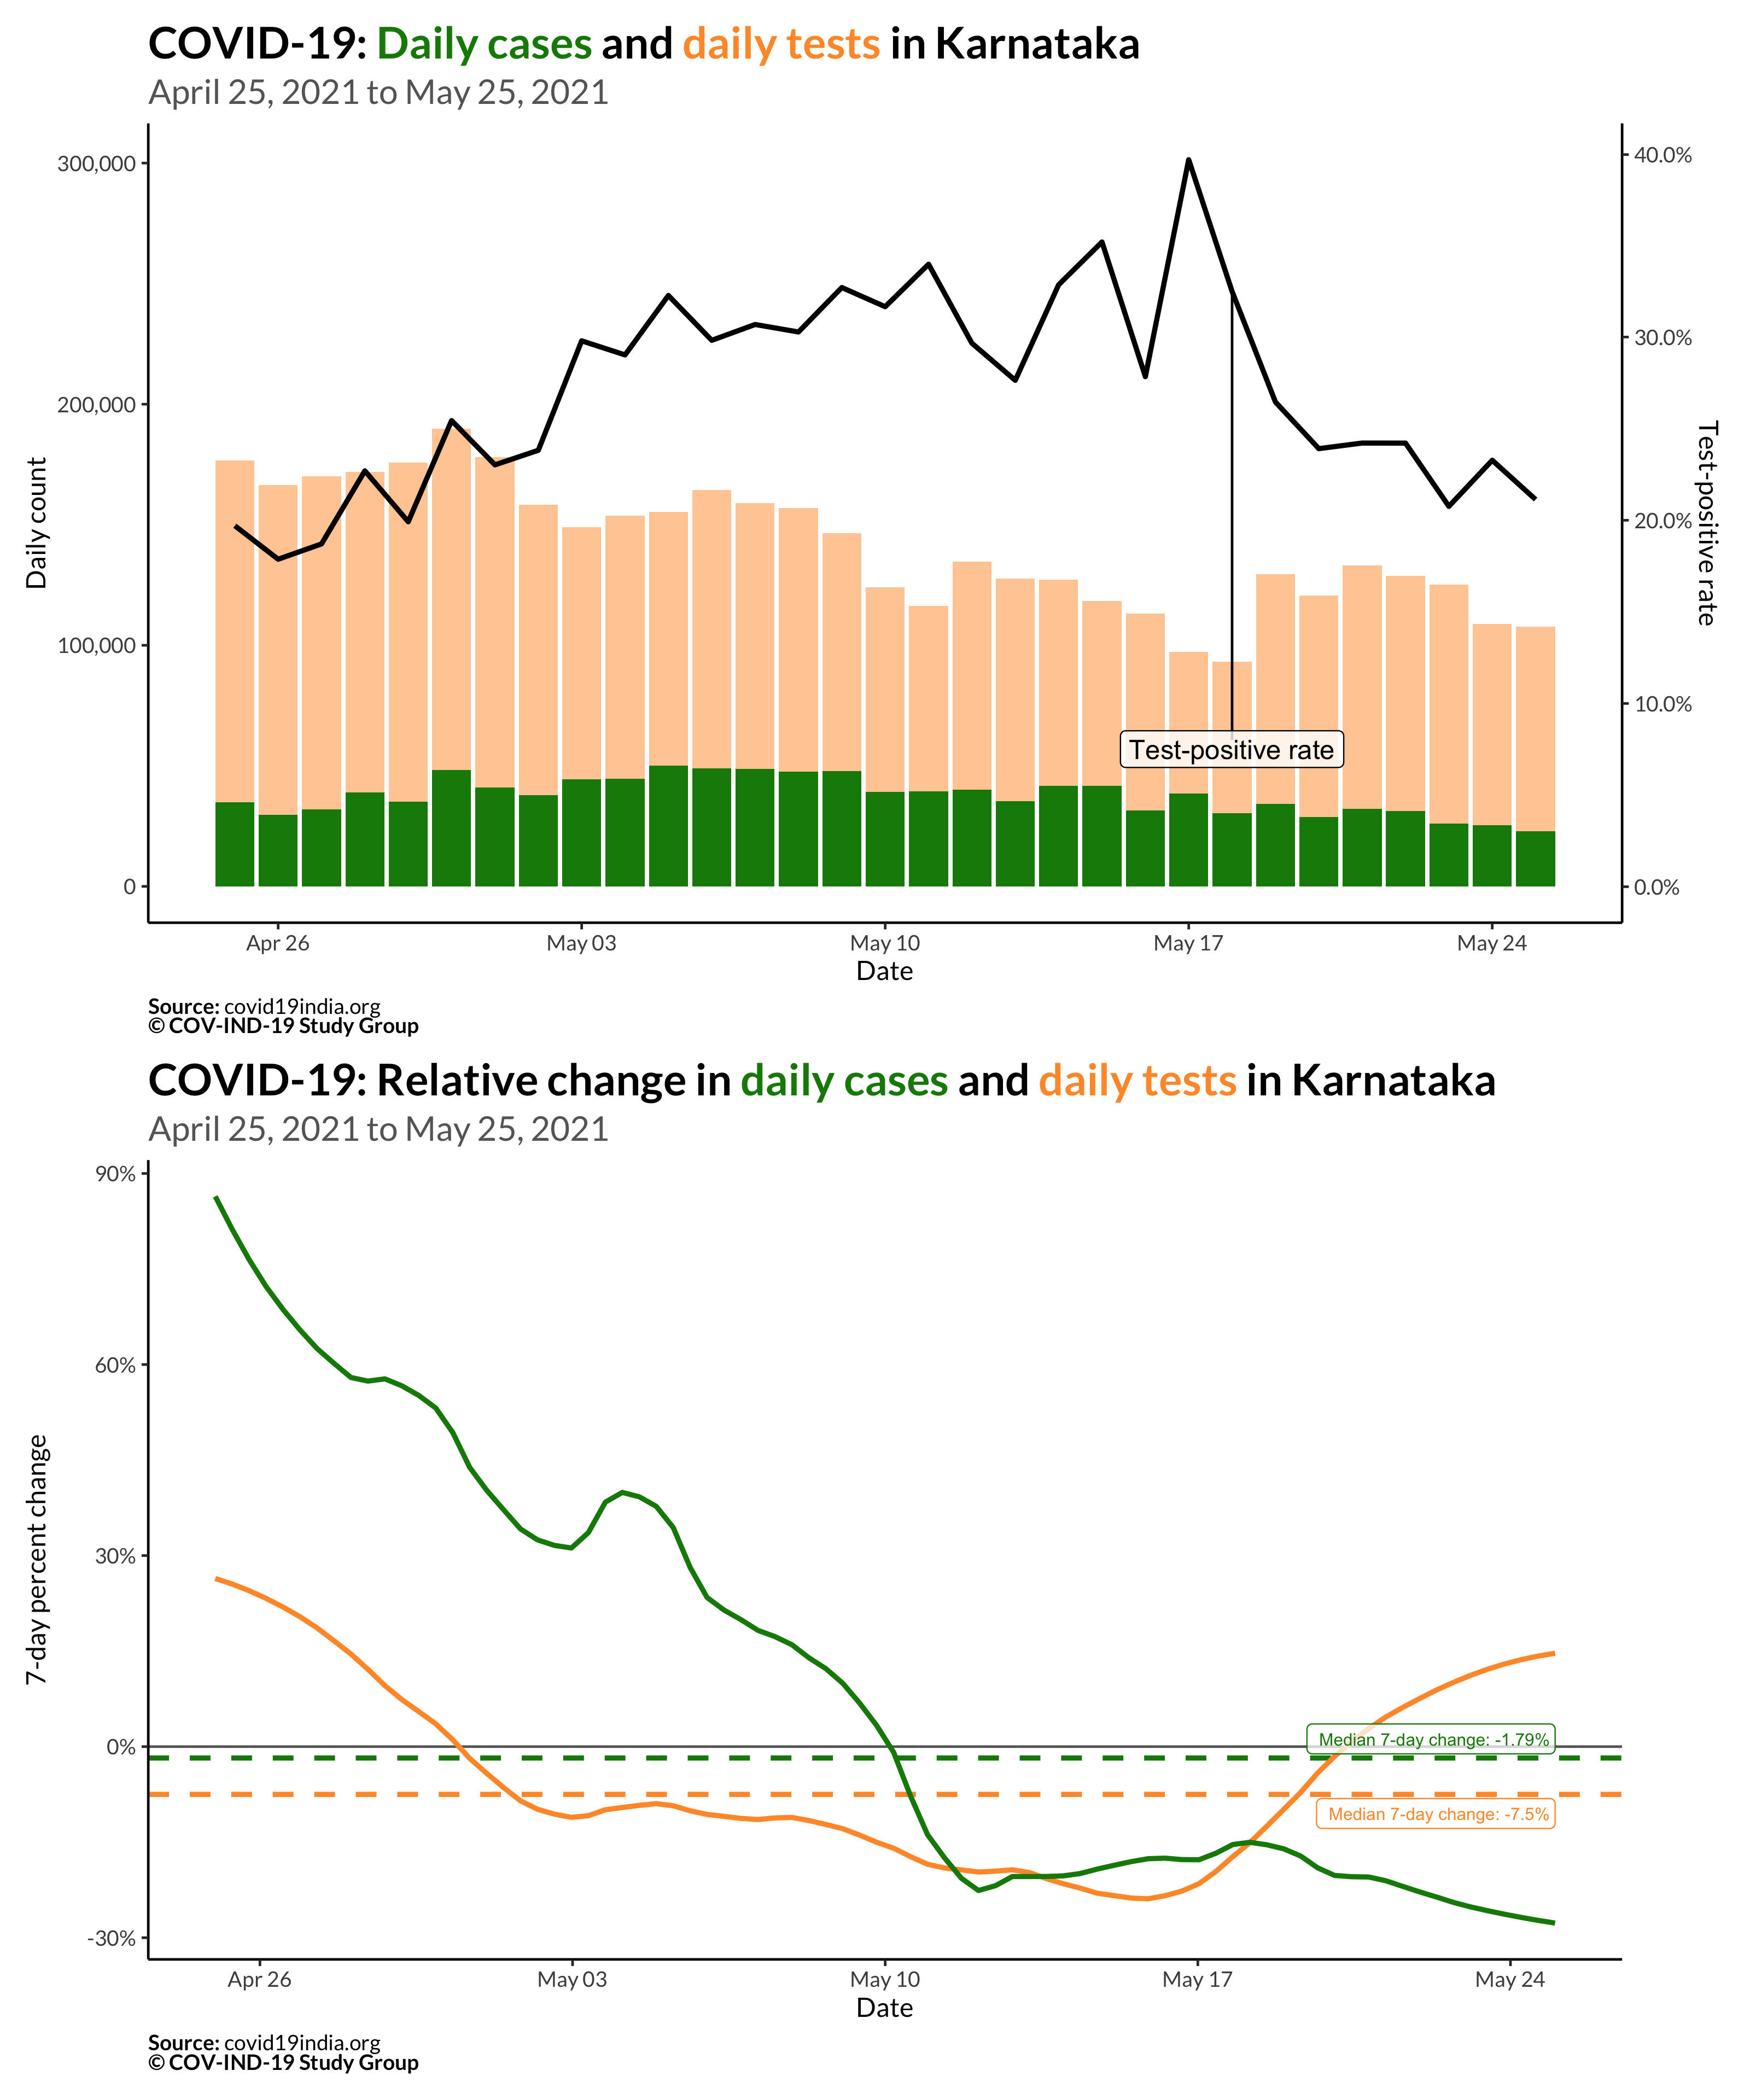 COVID-19: Daily cases and daily tests in Karnataka
April 25, 2021 to May 25, 2021
300,000
200,000
100,000
0
Daily count
40.0%
30.0%
20.0%
10.0%
0.0%
Test-positive rate
Test-positive rate
Apr 26
May 03
May 10
May 17
May 24
Date
Source: covid19india.org
© COV-IND-19 Study Group
COVID-19: Relative change in daily cases and daily tests in Karnataka
April 25, 2021 to May 25, 2021
90%
60%
30%
0%
-30%
7-day percent change
Median 7-day change: -1.79%
Median 7-day change: -7.5%
Apr 26
May 03
May 10
May 17
May 24
Date
Source: covid19india.org
© COV-IND-19 Study Group